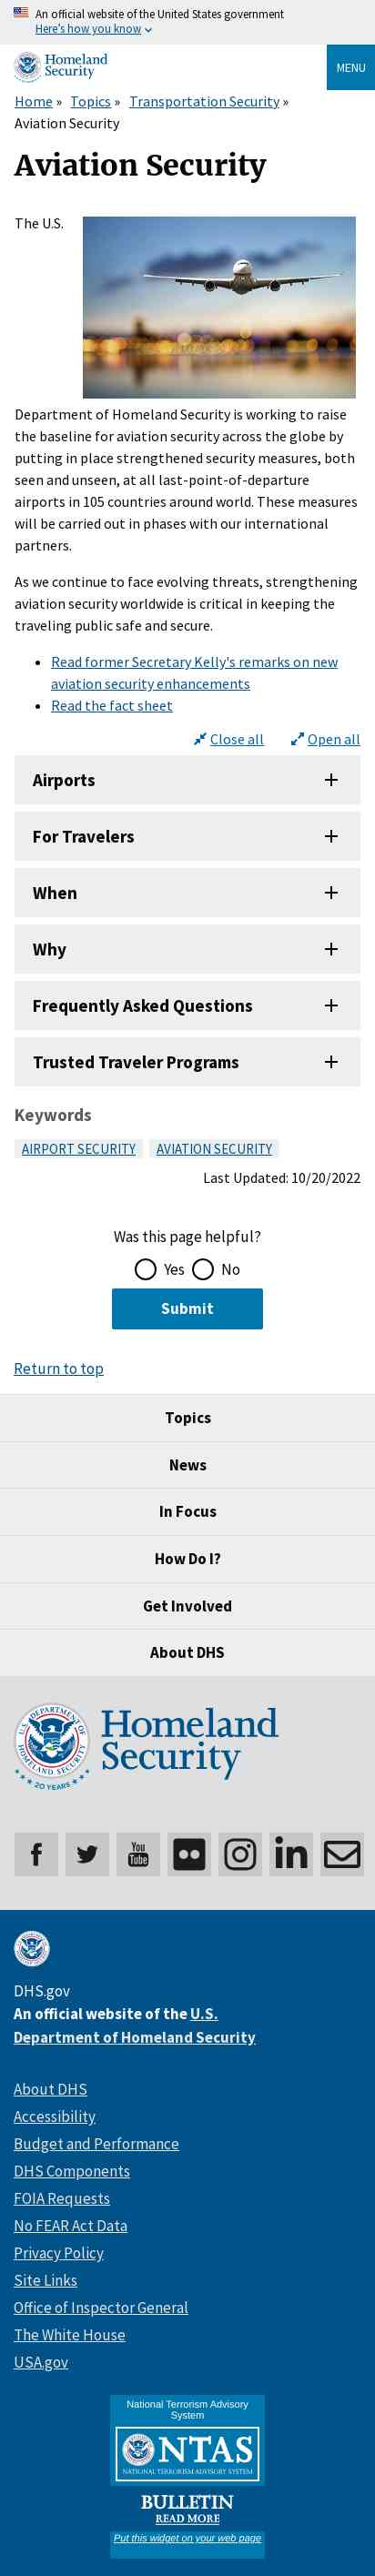 An official website of the United States government
Here's how you know
Homeland
Security
MENU
Home » Topics » Transportation Security »
Aviation Security
Aviation Security
The U.S.
Department of Homeland Security is working to raise
the baseline for aviation security across the globe by
putting in place strengthened security measures, both
seen and unseen, at all last-point-of-departure
airports in 105 countries around world. These measures
will be carried out in phases with our international
partners.
As we continue to face evolving threats, strengthening
aviation security worldwide is critical in keeping the
traveling public safe and secure.
• Read former Secretary Kelly's remarks on new
aviation security enhancements
• Read the fact sheet
Close all Open all
Airports
For Travelers
When
Why
Frequently Asked Questions
Trusted Traveler Programs
Keywords
AIRPORT SECURITY AVIATION SECURITY
Last Updated: 10/20/2022
Was this page helpful?
Yes No
Submit
Return to top
Topics
News
In Focus
How Do I?
Get Involved
About DHS
U.S. DEPARTMENT OF
HOMELAND SECURITY
20 YEARS
Homeland
Security
You
Tube
DHS.gov
An official website of the U.S.
Department of Homeland Security
About DHS
Accessibility
Budget and Performance
DHS Components
FOIA Requests
No FEAR Act Data
Privacy Policy
Site Links
Office of Inspector General
The White House
USA.gov
National Terrorism Advisory
System
NTAS
NATIONAL TERRORISM ADVISORY SYSTEM
BULLETIN
READ MORE
Put this widget on your web page